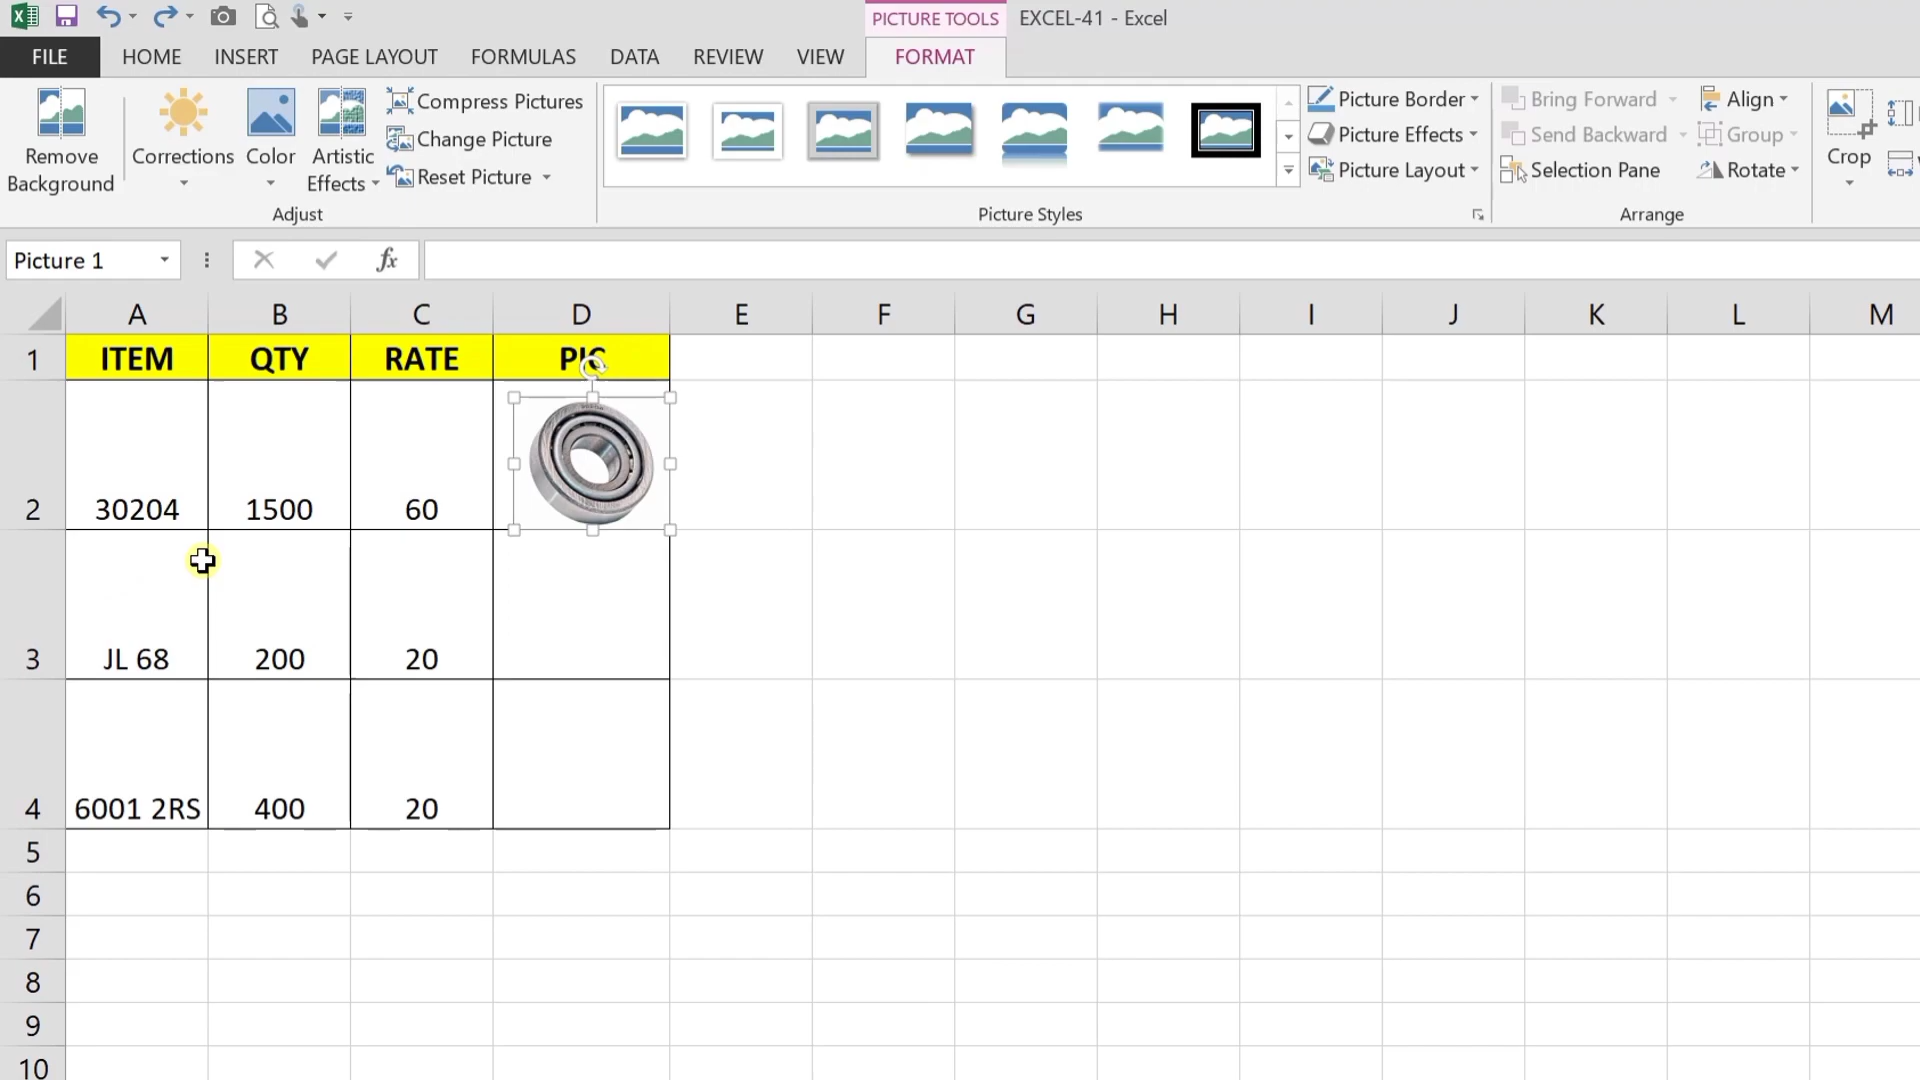 PICTURE TOOLS EXCEL-41 - Excel
FILE HOME INSERT PAGE LAYOUT FORMULAS DATA REVIEW VIEW FORMAT
Remove Background
Corrections
Color
Artistic Effects
Compress Pictures
Change Picture
Reset Picture
Adjust
Picture Styles
Picture Border
Picture Effects
Picture Layout
Bring Forward
Send Backward
Selection Pane
Align
Group
Rotate
Arrange
Crop
Picture 1 fx
A B C D E F G H I J K L M
1 ITEM QTY RATE PIC
2 30204 1500 60
3 JL 68 200 20
4 6001 2RS 400 20
5
6
7
8
9
10